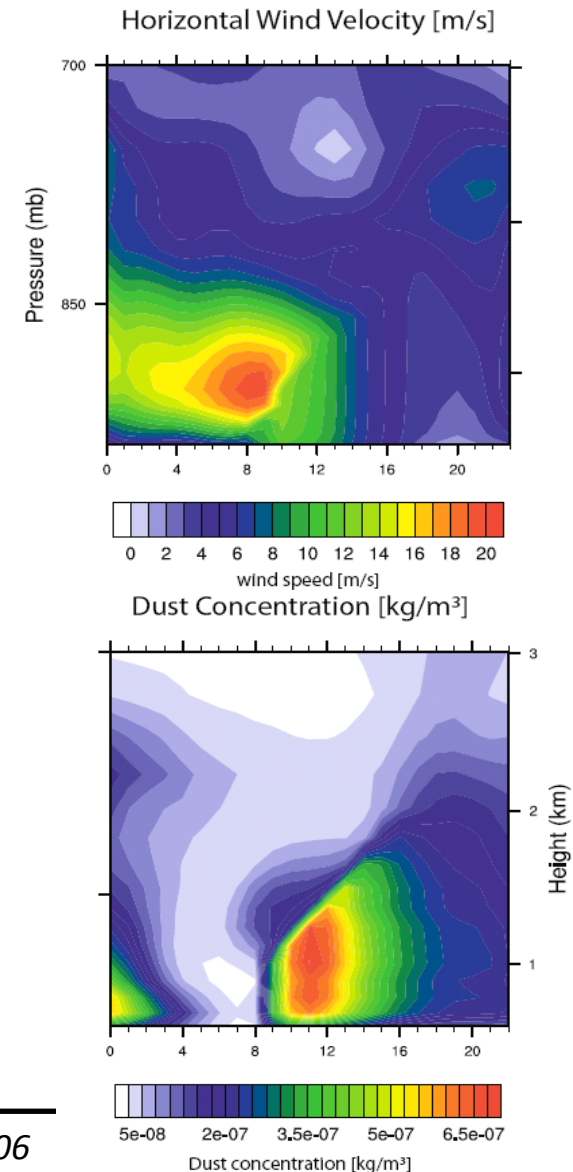 Horizontal Wind Velocity [m/s]
700
Pressure (mb)
850
0 4 8 12 16 20
0 2 4 6 8 10 12 14 16 18 20
wind speed [m/s]
Dust Concentration [kg/m³]
3
2
Height (km)
1
0 4 8 12 16 20
06
5e-08 2e-07 3.5e-07 5e-07 6.5e-07
Dust concentration [kg/m³]